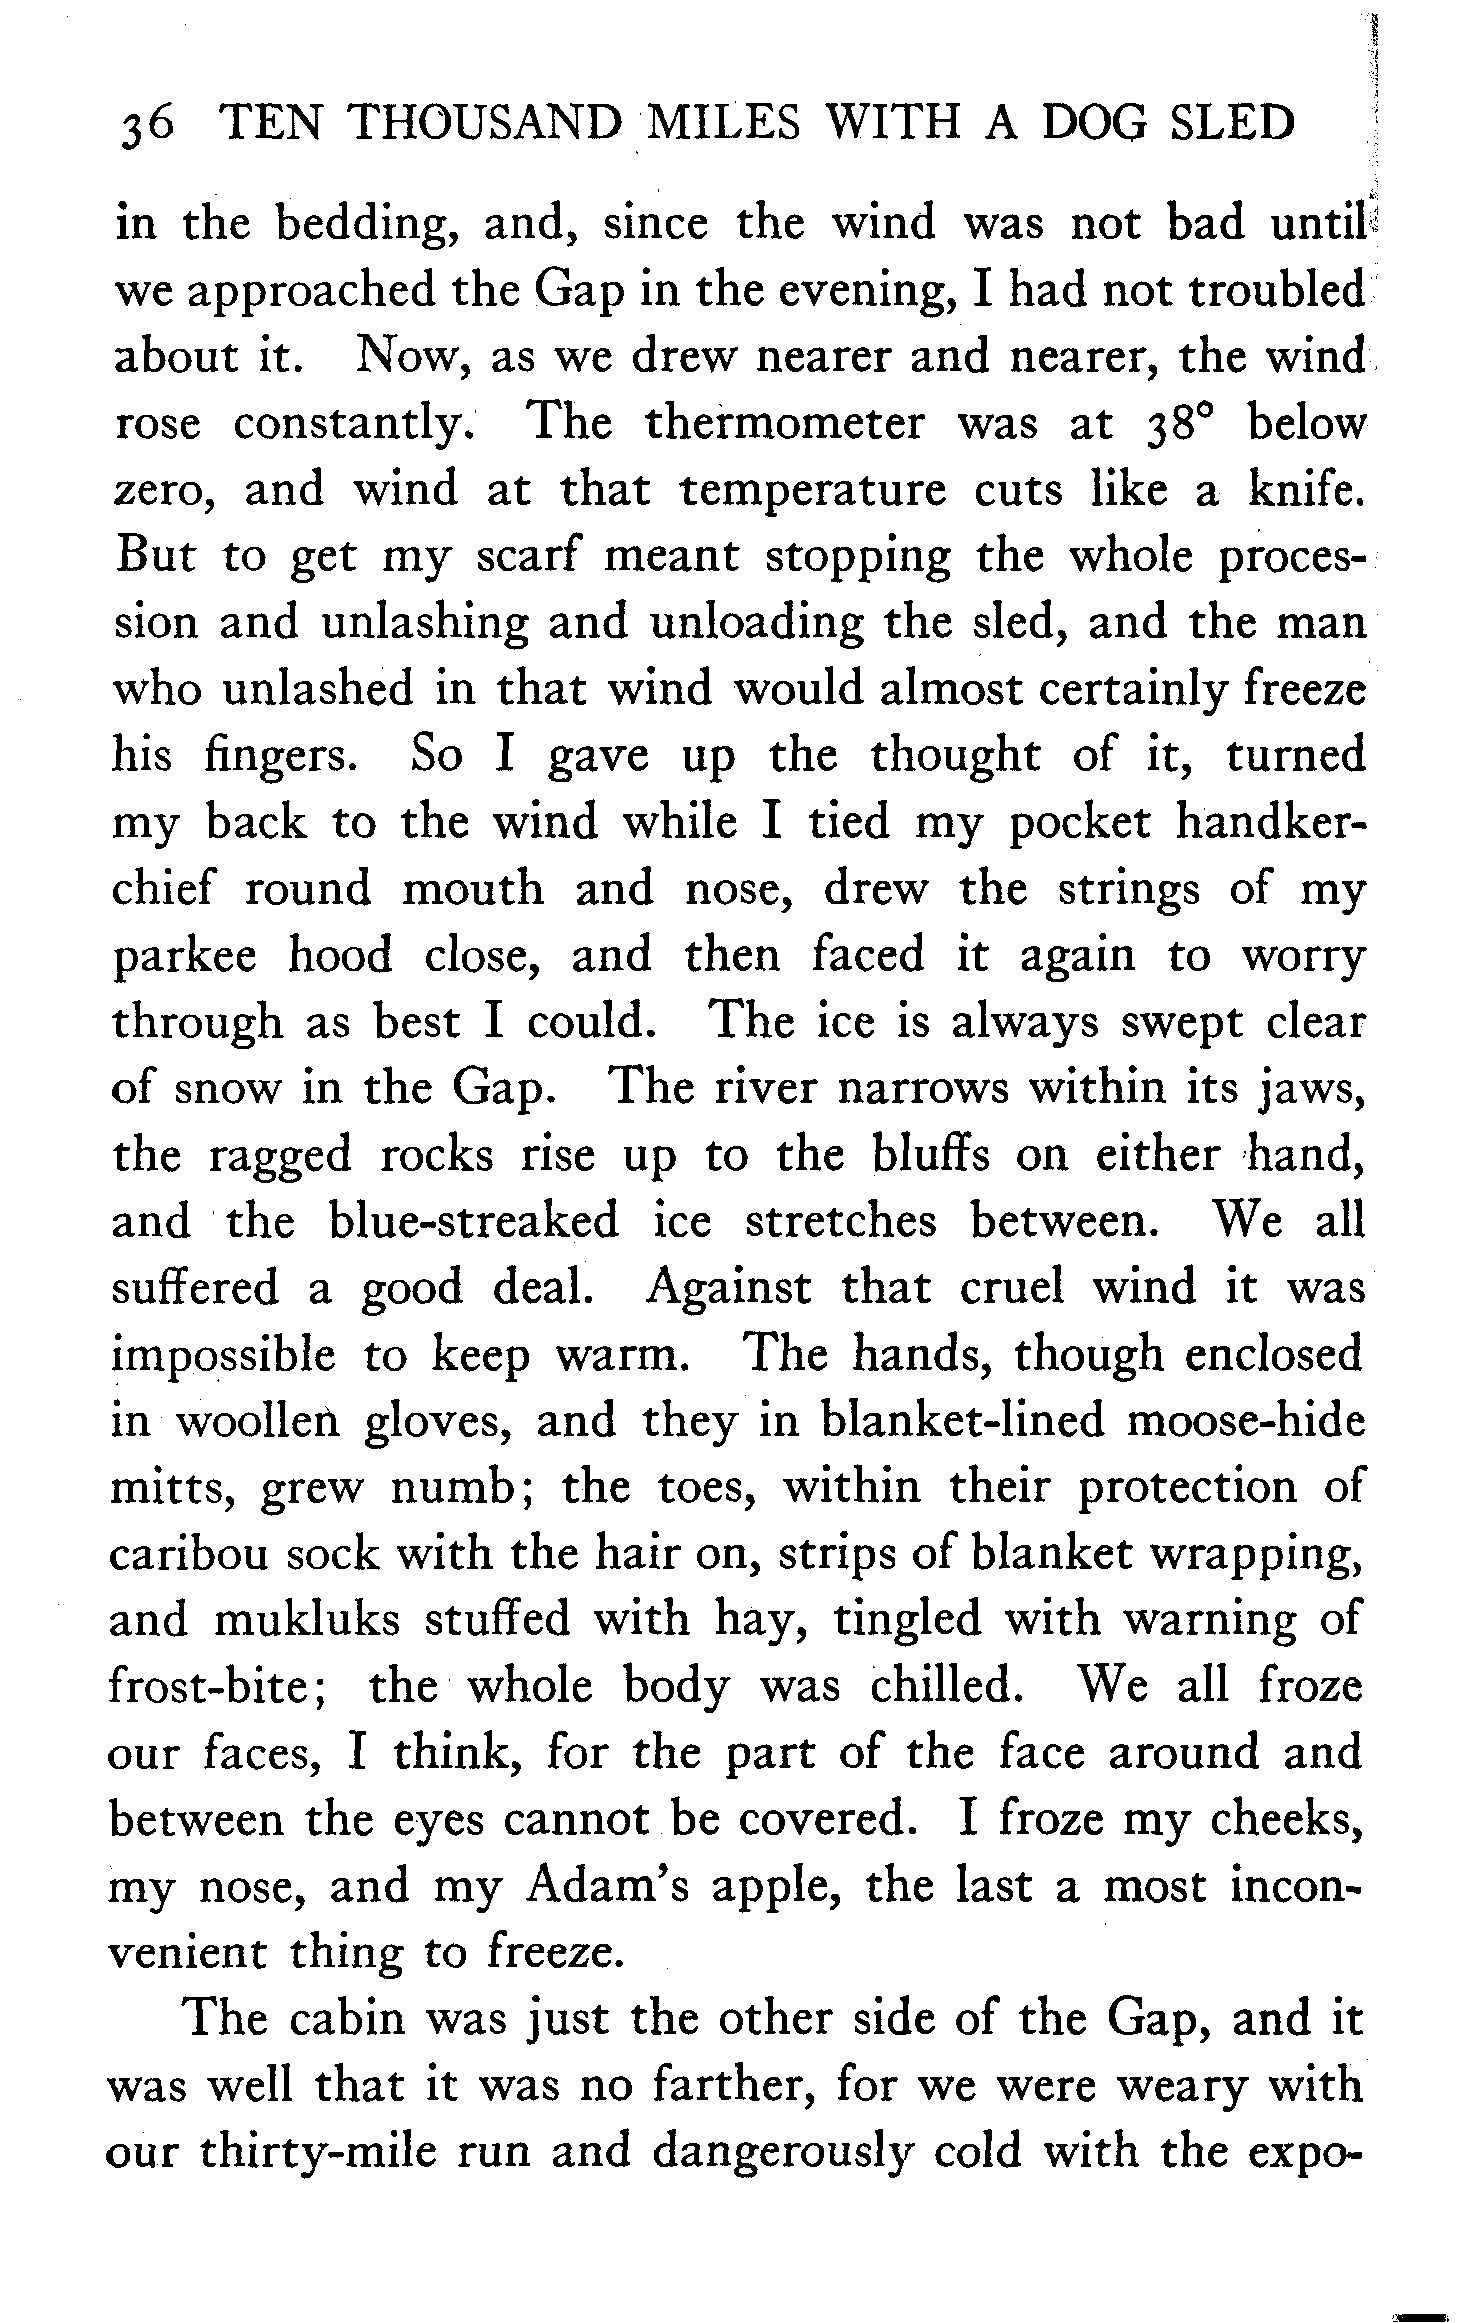 36 TEN THOUSAND MILES WITH A DOG SLED
in the bedding, and, since the wind was not bad until
we approached the Gap in the evening, I had not troubled
about it. Now, as we drew nearer and nearer, the wind
rose constantly. The thermometer was at 38° below
zero, and wind at that temperature cuts like a knife.
But to get my scarf meant stopping the whole proces-
sion and unlashing and unloading the sled, and the man
who unlashed in that wind would almost certainly freeze
his fingers. So I gave up the thought of it, turned
my back to the wind while I tied my pocket handker-
chief round mouth and nose, drew the strings of my
parkee hood close, and then faced it again to worry
through as best I could. The ice is always swept clear
of snow in the Gap. The river narrows within its jaws,
the ragged rocks rise up to the bluffs on either hand,
and the blue-streaked ice stretches between. We all
suffered a good deal. Against that cruel wind it was
impossible to keep warm. The hands, though enclosed
in woollen gloves, and they in blanket-lined moose-hide
mitts, grew numb; the toes, within their protection of
caribou sock with the hair on, strips of blanket wrapping,
and mukluks stuffed with hay, tingled with warning of
frost-bite; the whole body was chilled. We all froze
our faces, I think, for the part of the face around and
between the eyes cannot be covered. I froze my cheeks,
my nose, and my Adam's apple, the last a most incon-
venient thing to freeze.
The cabin was just the other side of the Gap, and it
was well that it was no farther, for we were weary with
our thirty-mile run and dangerously cold with the expo-